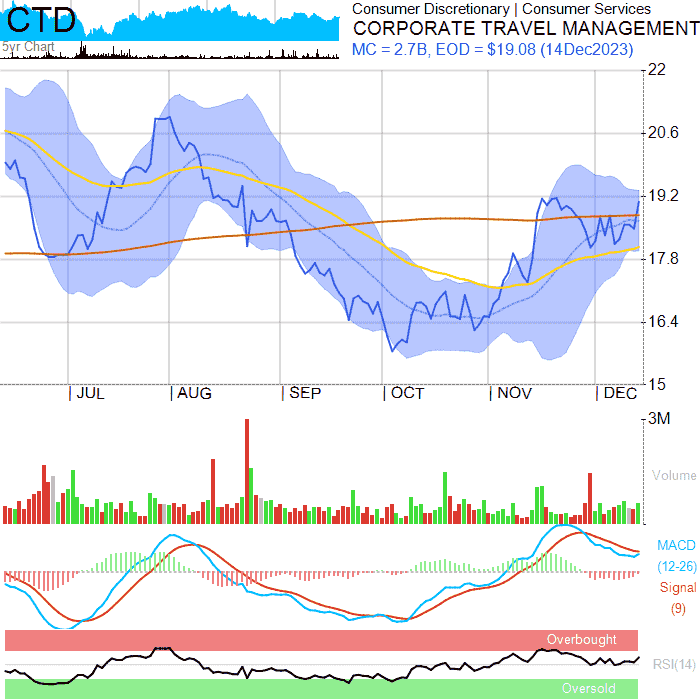 CTD
5yr Chart
Consumer Discretionary | Consumer Services
CORPORATE TRAVEL MANAGEMENT
MC = 2.7B, EOD = $19.08 (14Dec2023)
22
20.6
19.2
17.8
16.4
15
JUL
AUG
SEP
OCT
NOV
DEC
3M
Volume
MACD
(12-26)
Signal
(9)
Overbought
RSI(14)
Oversold